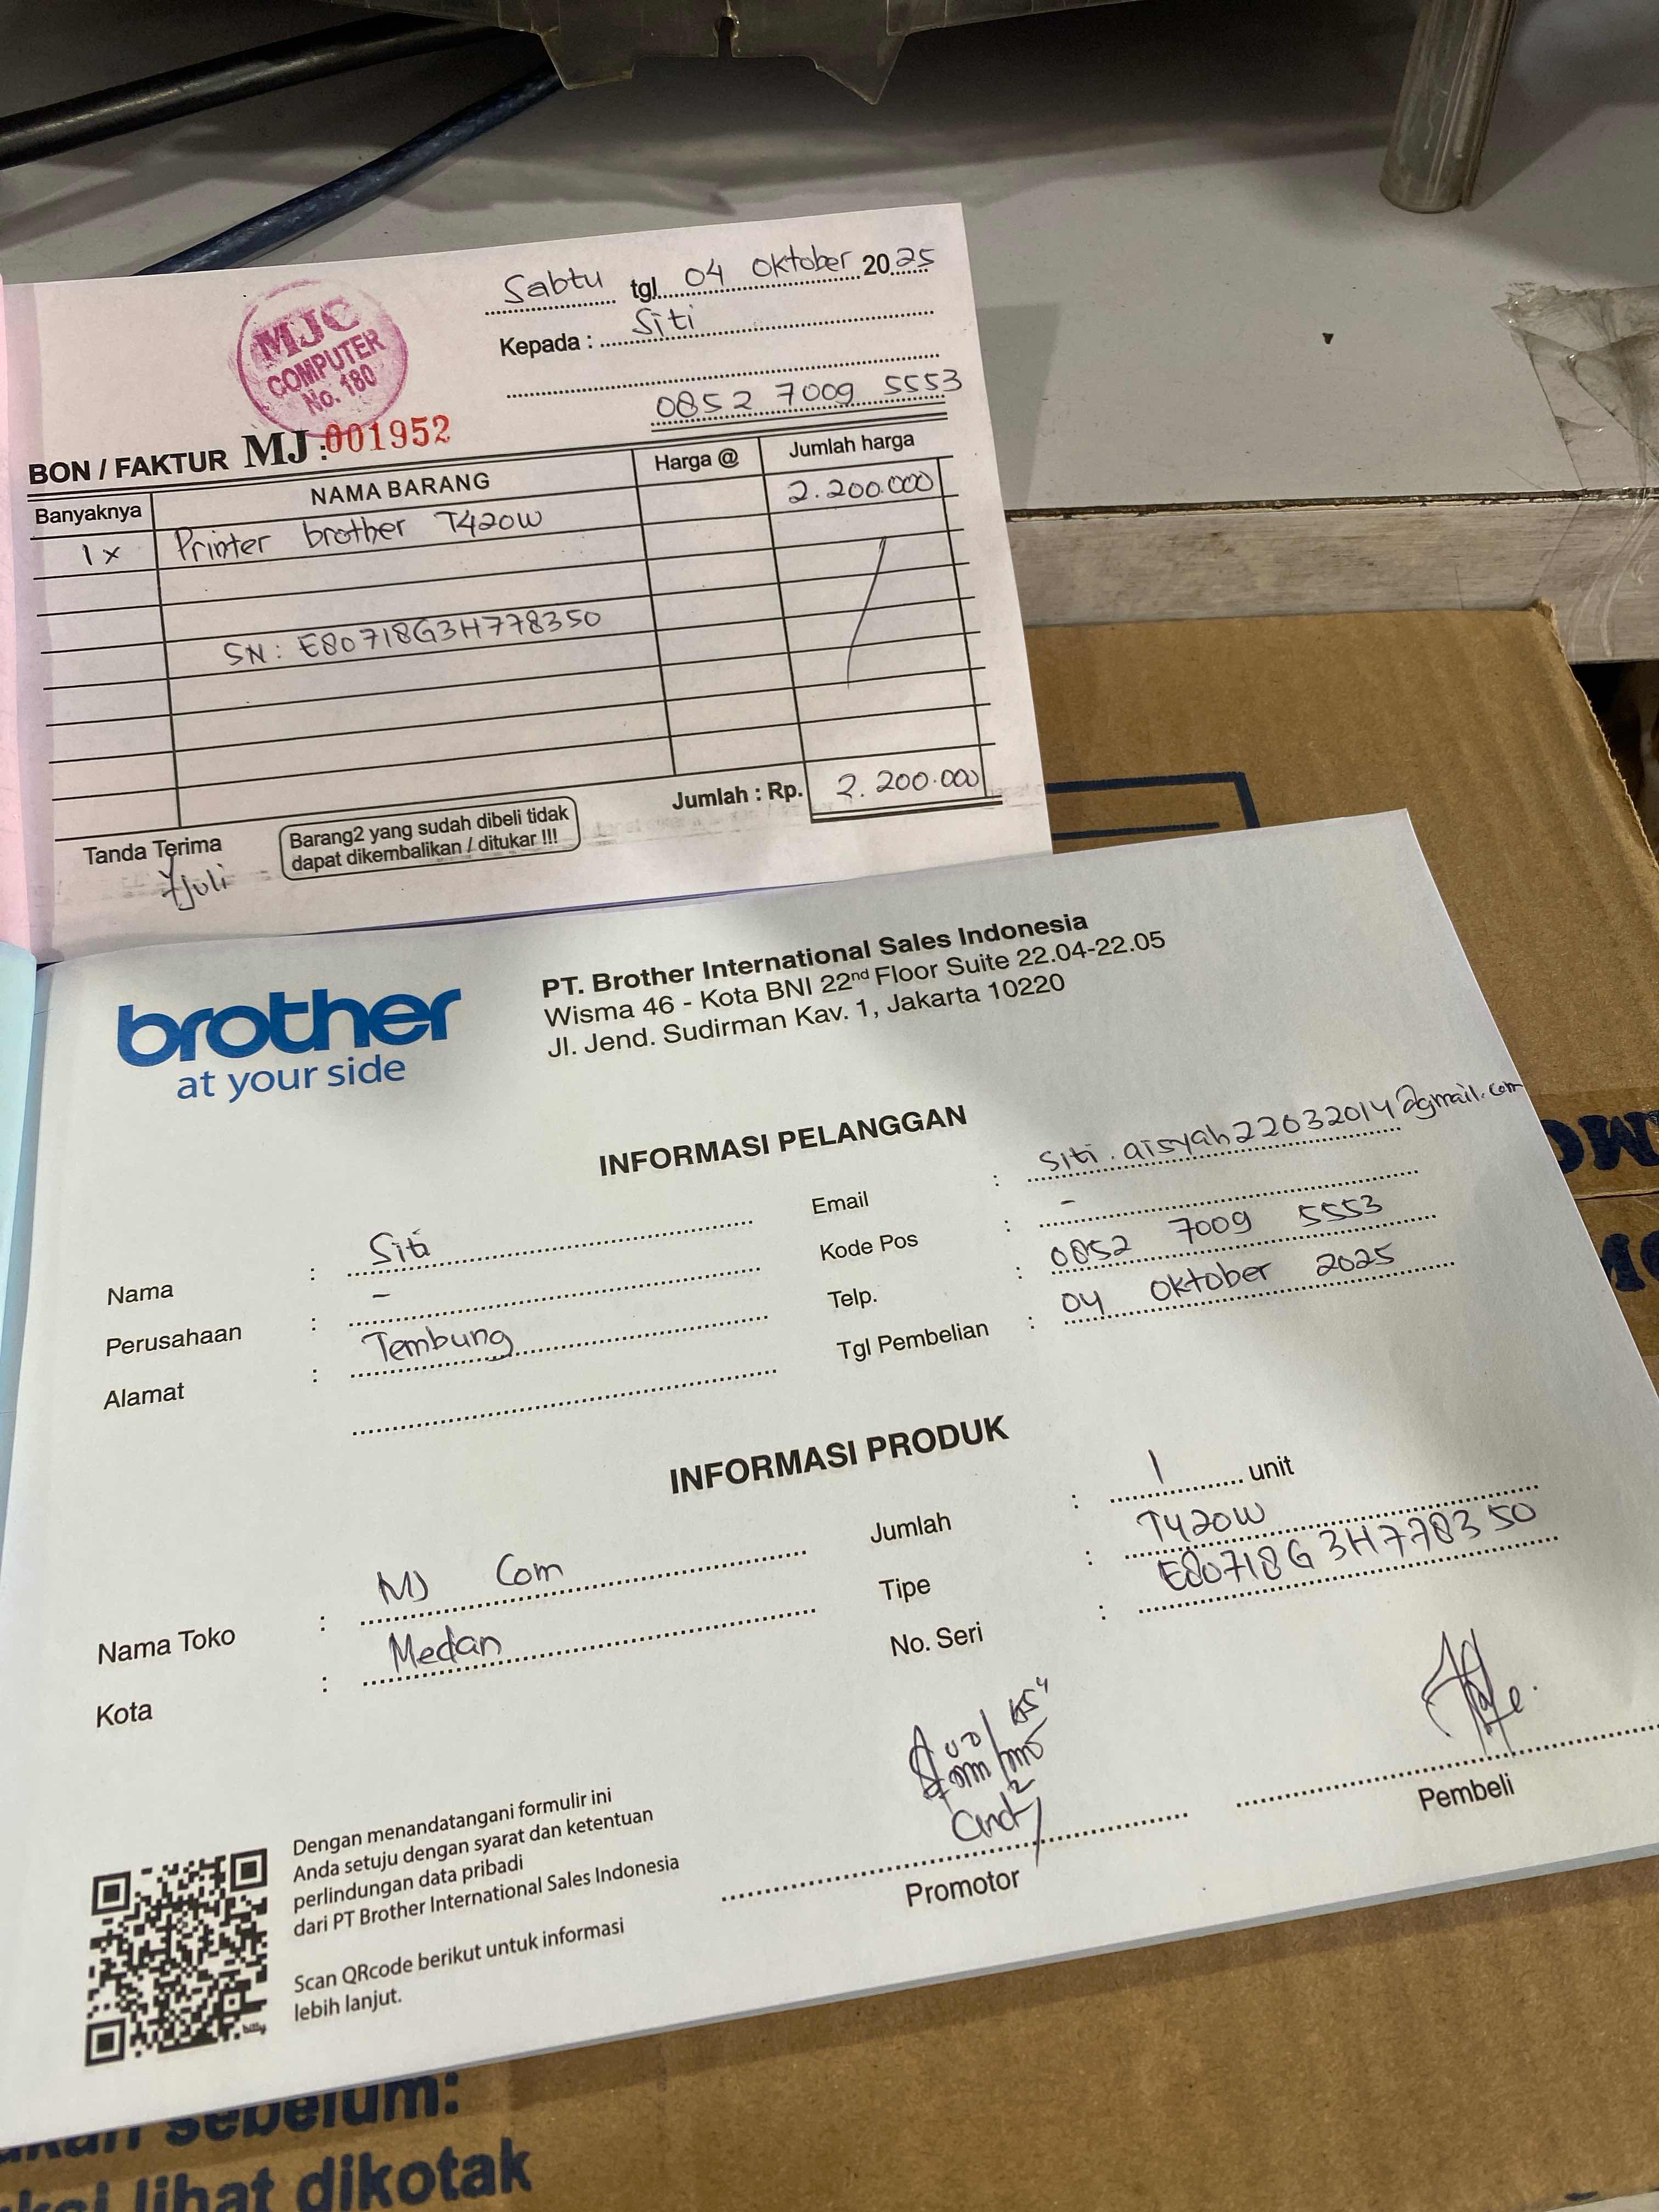 Sabtu tgl 04 Oktober 2025
Kepada : Siti
0852 7009 5553
MJC
COMPUTER
No. 180
BON / FAKTUR MJ : 001952
Banyaknya NAMA BARANG Harga @ Jumlah harga
1 x Printer brother T420W 2.200.000
SN : E80718G3H778350
Jumlah : Rp. 2.200.000
Tanda Terima
Barang2 yang sudah dibeli tidak
dapat dikembalikan / ditukar !!!
brother
at your side
PT. Brother International Sales Indonesia
Wisma 46 - Kota BNI 22nd Floor Suite 22.04-22.05
Jl. Jend. Sudirman Kav. 1, Jakarta 10220
INFORMASI PELANGGAN
Nama : Siti
Perusahaan : -
Alamat : Tembung
Email : siti.aisyah22032014@gmail.com
Kode Pos : -
Telp. : 0852 7009 5553
Tgl Pembelian : 04 Oktober 2025
INFORMASI PRODUK
Nama Toko : MJ Com
Kota : Medan
Jumlah : 1 unit
Tipe : T420W
No. Seri : E80718G3H778350
Promotor
Pembeli
Dengan menandatangani formulir ini
Anda setuju dengan syarat dan ketentuan
perlindungan data pribadi
dari PT Brother International Sales Indonesia
Scan QRcode berikut untuk informasi
lebih lanjut.
sebelum:
lihat dikotak